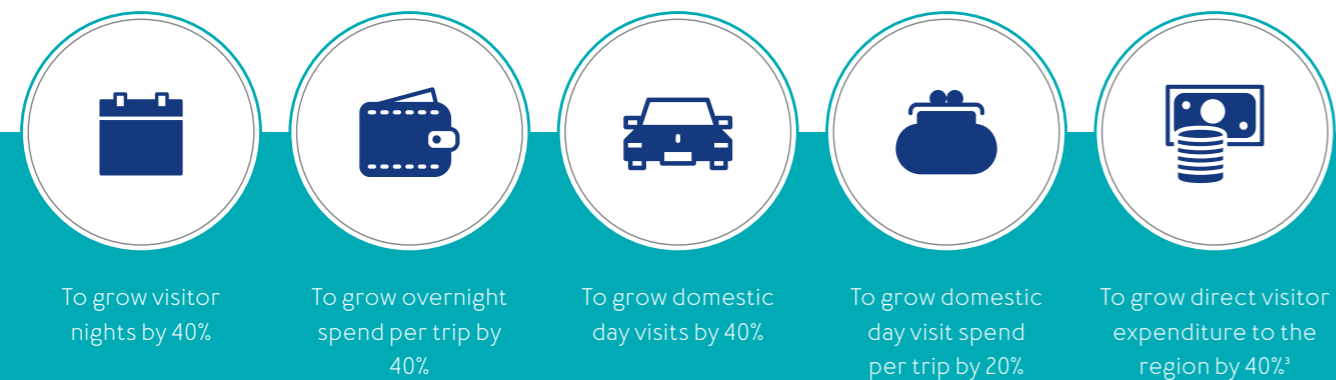 To grow visitor
nights by 40%
To grow overnight
spend per trip by
40%
To grow domestic
day visits by 40%
To grow domestic
day visit spend
per trip by 20%
To grow direct visitor
expenditure to the
region by 40%³